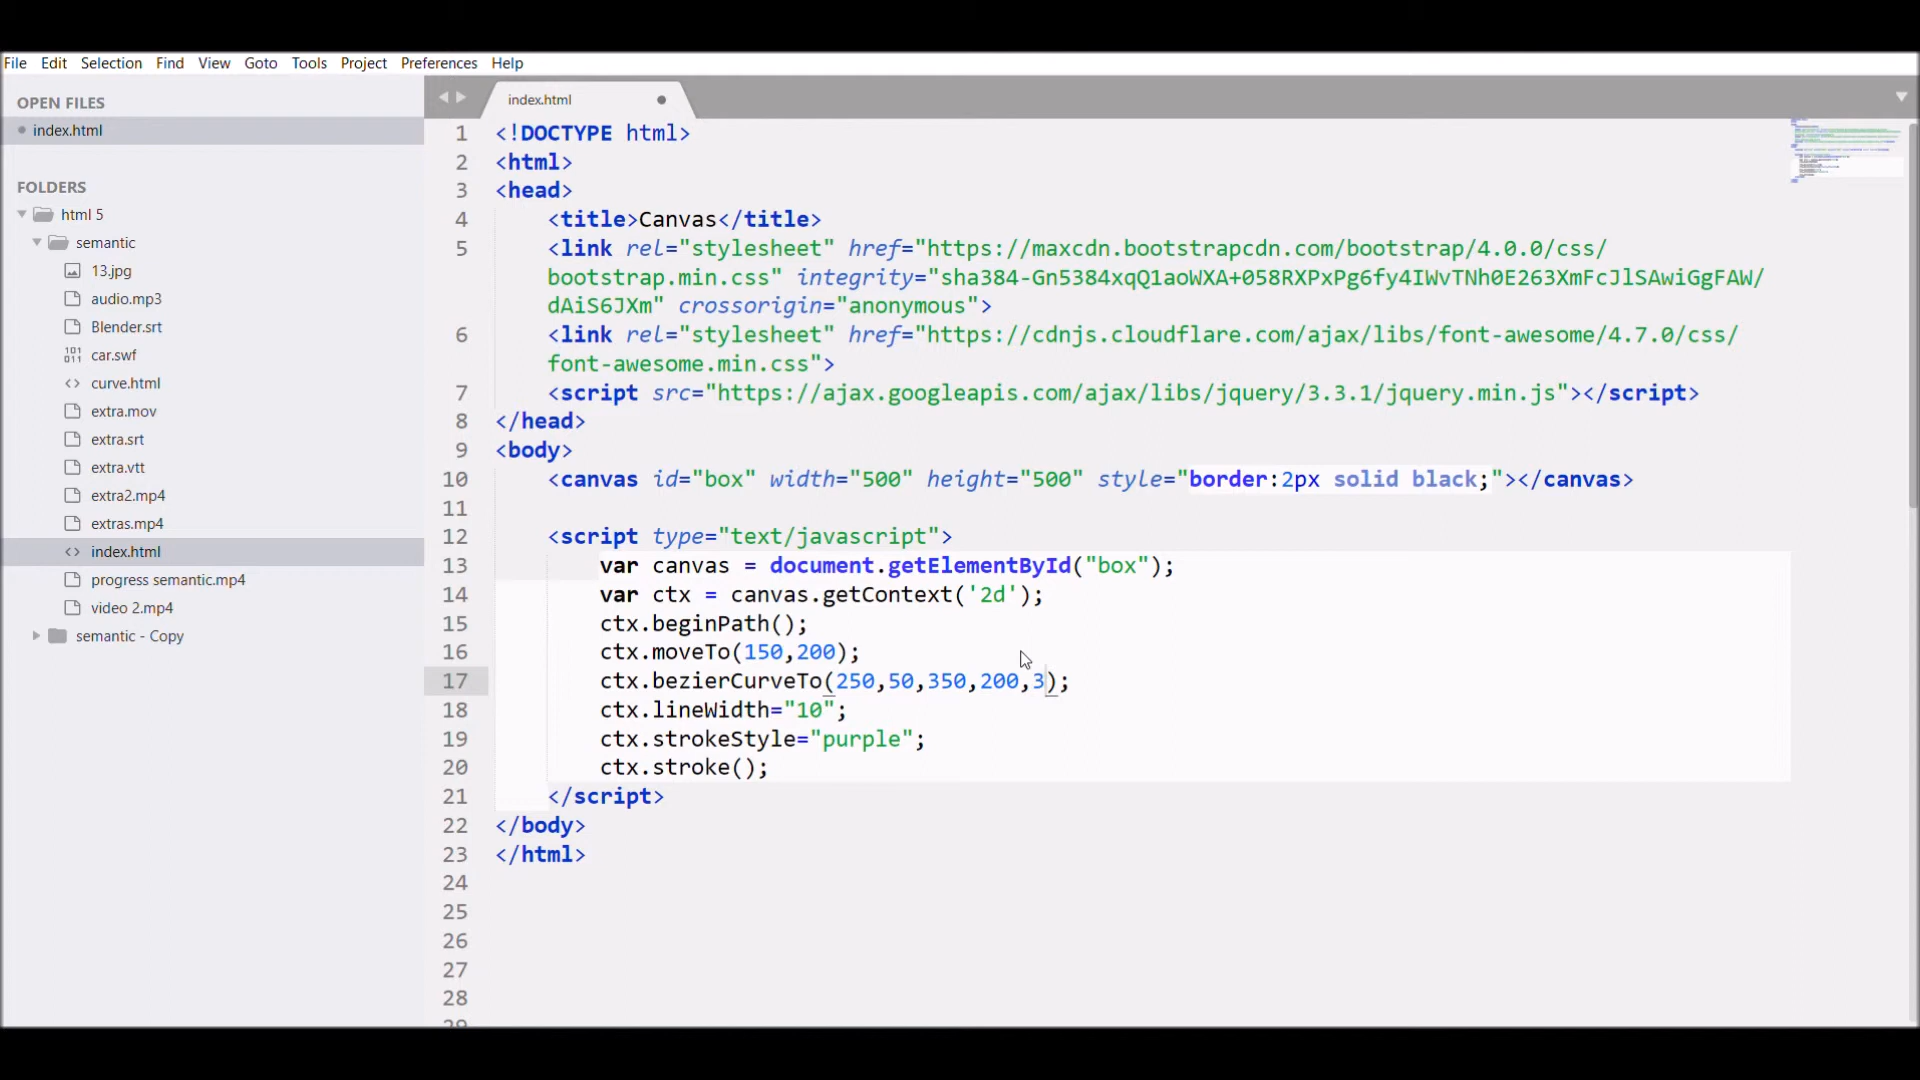 File Edit Selection Find View Goto Tools Project Preferences Help
OPEN FILES
index.html
FOLDERS
html 5
semantic
13.jpg
audio.mp3
Blender.srt
car.swf
curve.html
extra.mov
extra.srt
extra.vtt
extra2.mp4
extras.mp4
index.html
progress semantic.mp4
video 2.mp4
semantic - Copy
index.html
1 <!DOCTYPE html>
2 <html>
3 <head>
4 <title>Canvas</title>
5 <link rel="stylesheet" href="https://maxcdn.bootstrapcdn.com/bootstrap/4.0.0/css/
bootstrap.min.css" integrity="sha384-Gn5384xqQ1aoWXA+058RXPxPg6fy4IWvTNh0E263XmFcJlSAwiGgFAW/
dAiS6JXm" crossorigin="anonymous">
6 <link rel="stylesheet" href="https://cdnjs.cloudflare.com/ajax/libs/font-awesome/4.7.0/css/
font-awesome.min.css">
7 <script src="https://ajax.googleapis.com/ajax/libs/jquery/3.3.1/jquery.min.js"></script>
8 </head>
9 <body>
10 <canvas id="box" width="500" height="500" style="border:2px solid black;"></canvas>
11
12 <script type="text/javascript">
13 var canvas = document.getElementById("box");
14 var ctx = canvas.getContext('2d');
15 ctx.beginPath();
16 ctx.moveTo(150,200);
17 ctx.bezierCurveTo(250,50,350,200,3);
18 ctx.lineWidth="10";
19 ctx.strokeStyle="purple";
20 ctx.stroke();
21 </script>
22 </body>
23 </html>
24
25
26
27
28